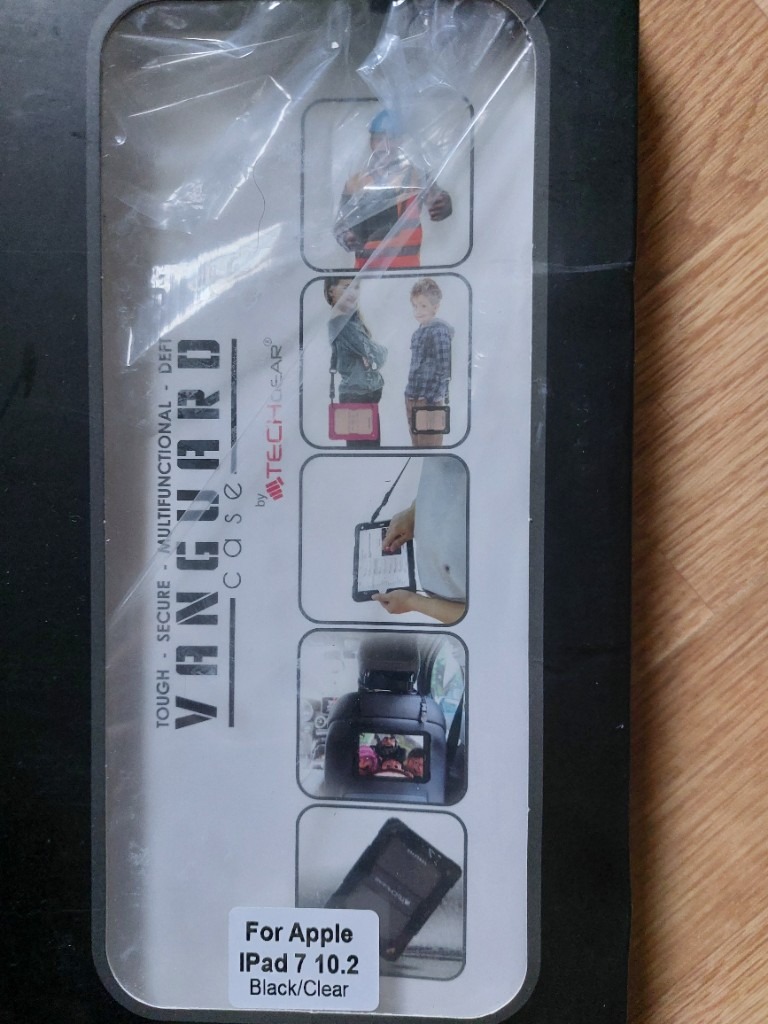 TOUGH - SECURE - MULTIFUNCTIONAL - DEFI
VANGUARD
case
by TECHGEAR®
For Apple
IPad 7 10.2
Black/Clear